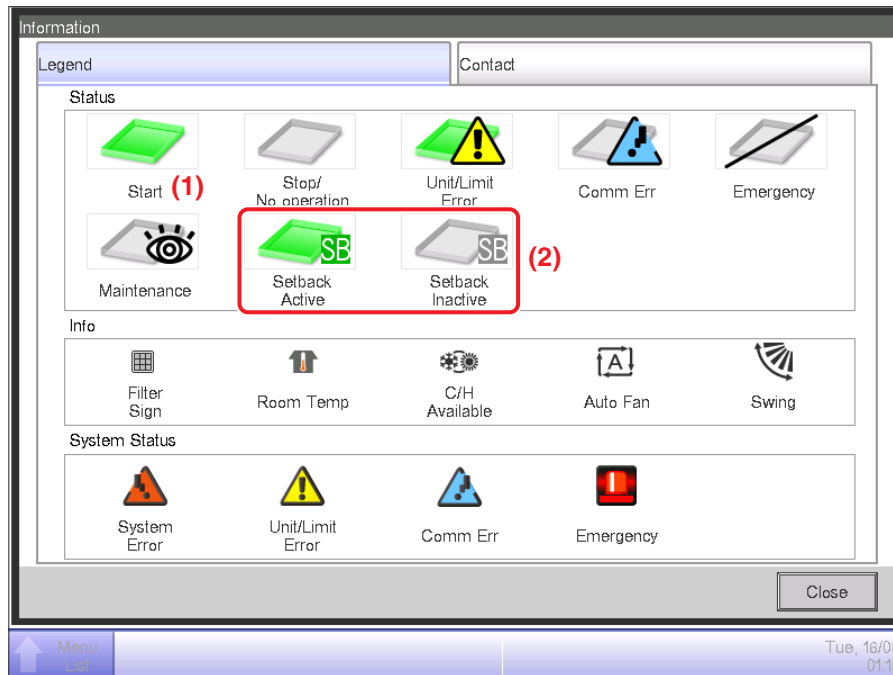 Information
Legend
Contact
Status
Start
(1)
Stop/
No operation
Unit/Limit
Error
Comm Err
Emergency
Maintenance
SB
Setback
Active
SB
Setback
Inactive
(2)
Info
Filter
Sign
Room Temp
C/H
Available
A
Auto Fan
Swing
System Status
System
Error
Unit/Limit
Error
Comm Err
Emergency
Close
Menu
List
Tue, 16/0
01:1